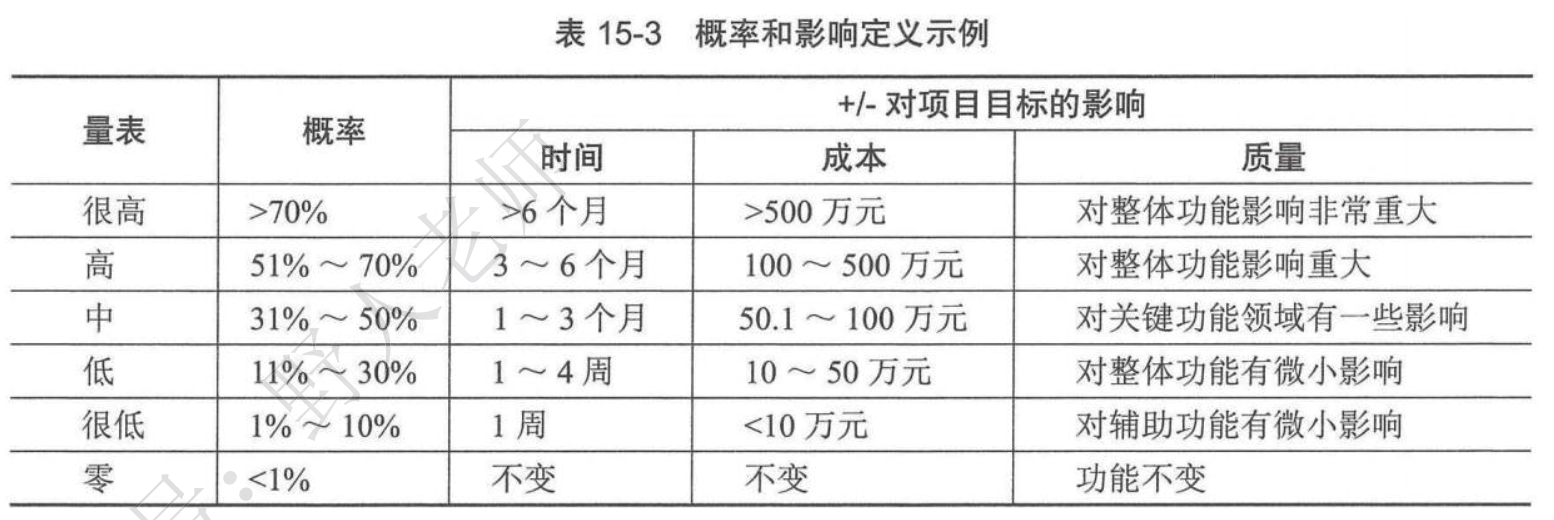 表 15-3 概率和影响定义示例
量表 概率 +/- 对项目目标的影响
时间 成本 质量
很高 >70% >6 个月 >500 万元 对整体功能影响非常重大
高 51% ～ 70% 3 ～ 6 个月 100 ～ 500 万元 对整体功能影响重大
中 31% ～ 50% 1 ～ 3 个月 50.1 ～ 100 万元 对关键功能领域有一些影响
低 11% ～ 30% 1 ～ 4 周 10 ～ 50 万元 对整体功能有微小影响
很低 1% ～ 10% 1 周 <10 万元 对辅助功能有微小影响
零 <1% 不变 不变 功能不变
号：野人老师